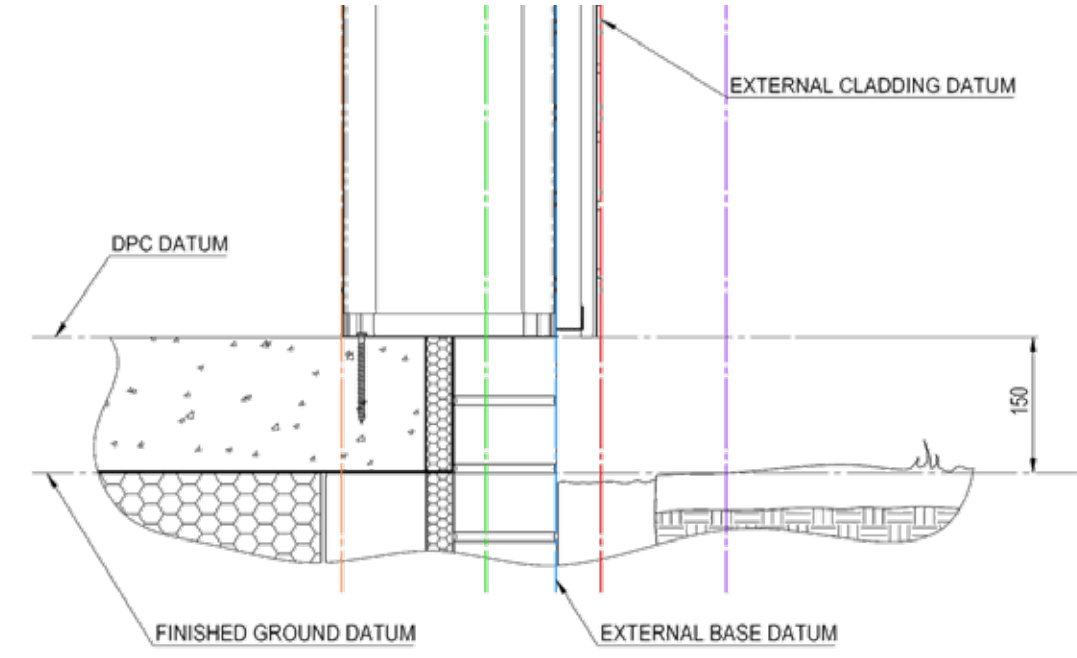 EXTERNAL CLADDING DATUM
DPC DATUM
150
FINISHED GROUND DATUM
EXTERNAL BASE DATUM